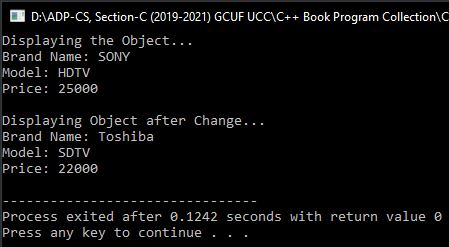 D:\ADP-CS, Section-C (2019-2021) GCUF UCC\C++ Book Program Collection\C
Displaying the Object...
Brand Name: SONY
Model: HDTV
Price: 25000
Displaying Object after Change...
Brand Name: Toshiba
Model: SDTV
Price: 22000
--------------------------------
Process exited after 0.1242 seconds with return value 0
Press any key to continue . . .